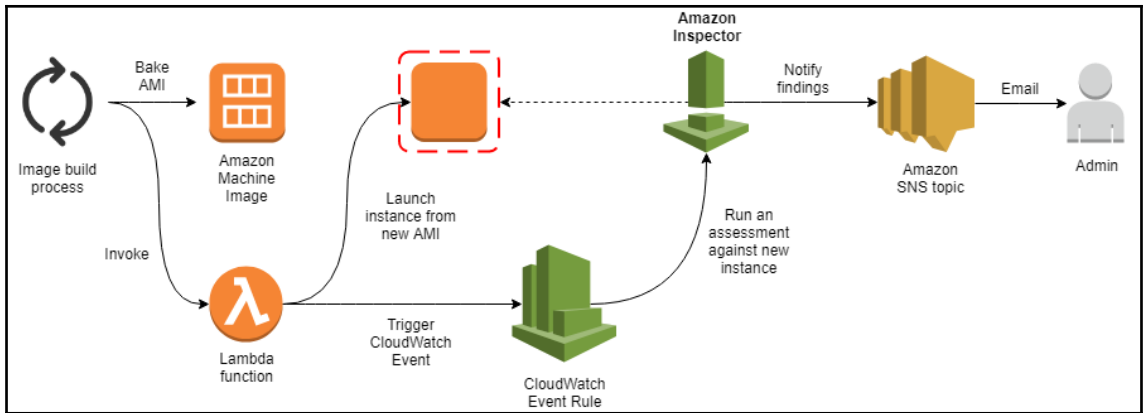 Bake
AMI
Image build
process
Amazon
Machine
Image
Invoke
Lambda
function
Launch
instance from
new AMI
Trigger
CloudWatch
Event
CloudWatch
Event Rule
Run an
assessment
against new
instance
Amazon
Inspector
Notify
findings
Amazon
SNS topic
Email
Admin